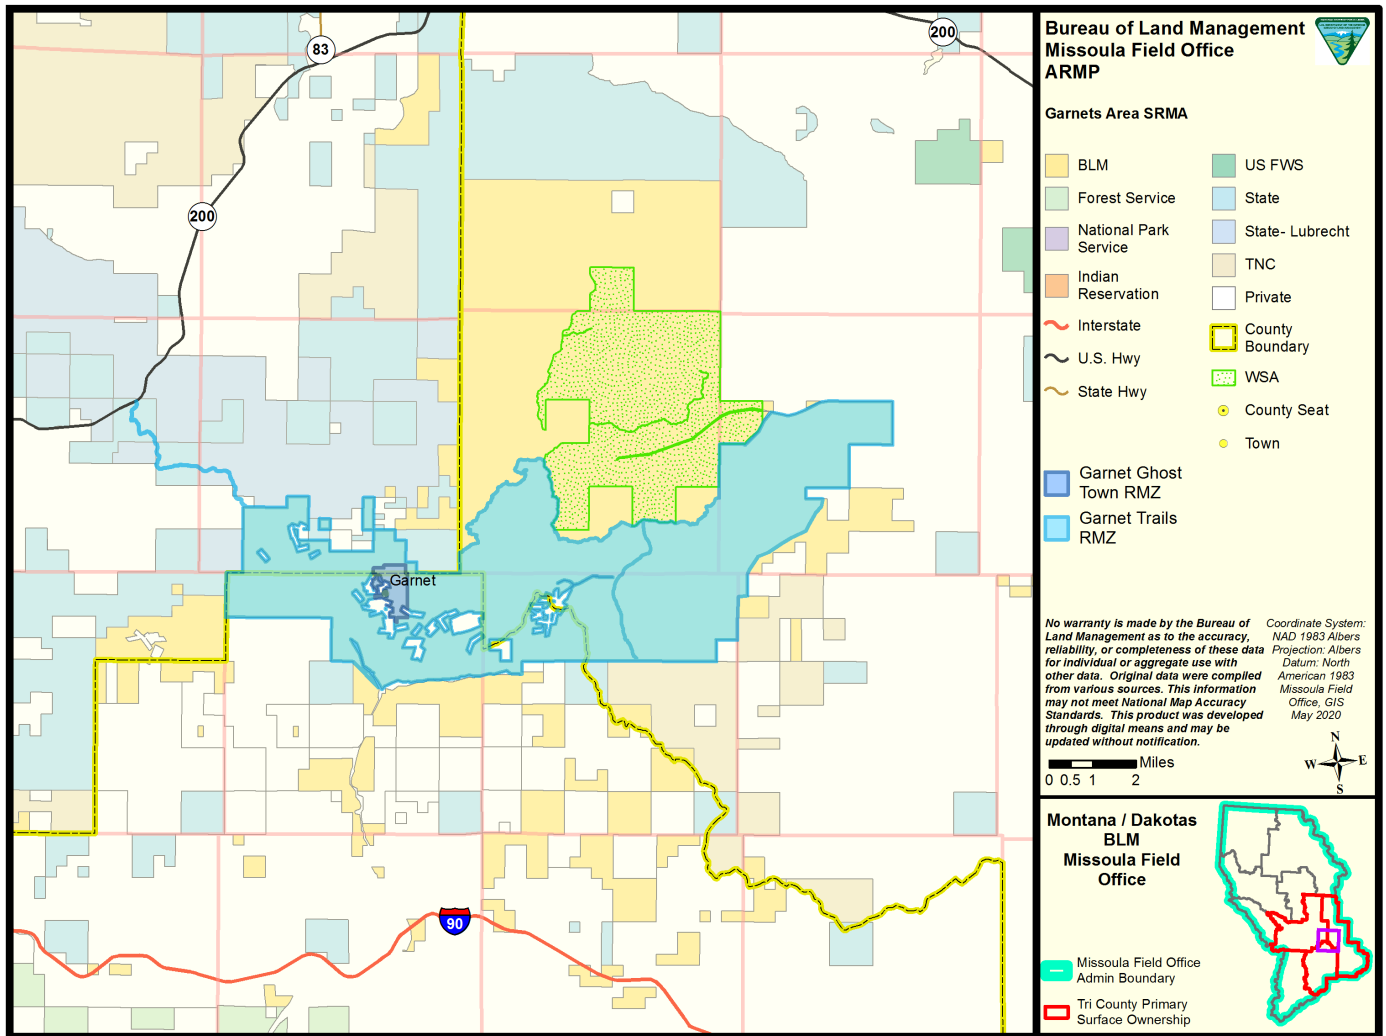 83
200
200
Garnet
90
Bureau of Land Management
Missoula Field Office
ARMP
Garnets Area SRMA
BLM
Forest Service
National Park
Service
Indian
Reservation
Interstate
U.S. Hwy
State Hwy
US FWS
State
State- Lubrecht
TNC
Private
County
Boundary
WSA
County Seat
Town
Garnet Ghost
Town RMZ
Garnet Trails
RMZ
No warranty is made by the Bureau of
Land Management as to the accuracy,
reliability, or completeness of these data
for individual or aggregate use with
other data. Original data were compiled
from various sources. This information
may not meet National Map Accuracy
Standards. This product was developed
through digital means and may be
updated without notification.
Coordinate System:
NAD 1983 Albers
Projection: Albers
Datum: North
American 1983
Missoula Field
Office, GIS
May 2020
N
W E
S
Miles
0 0.5 1 2
Montana / Dakotas
BLM
Missoula Field
Office
Missoula Field Office
Admin Boundary
Tri County Primary
Surface Ownership